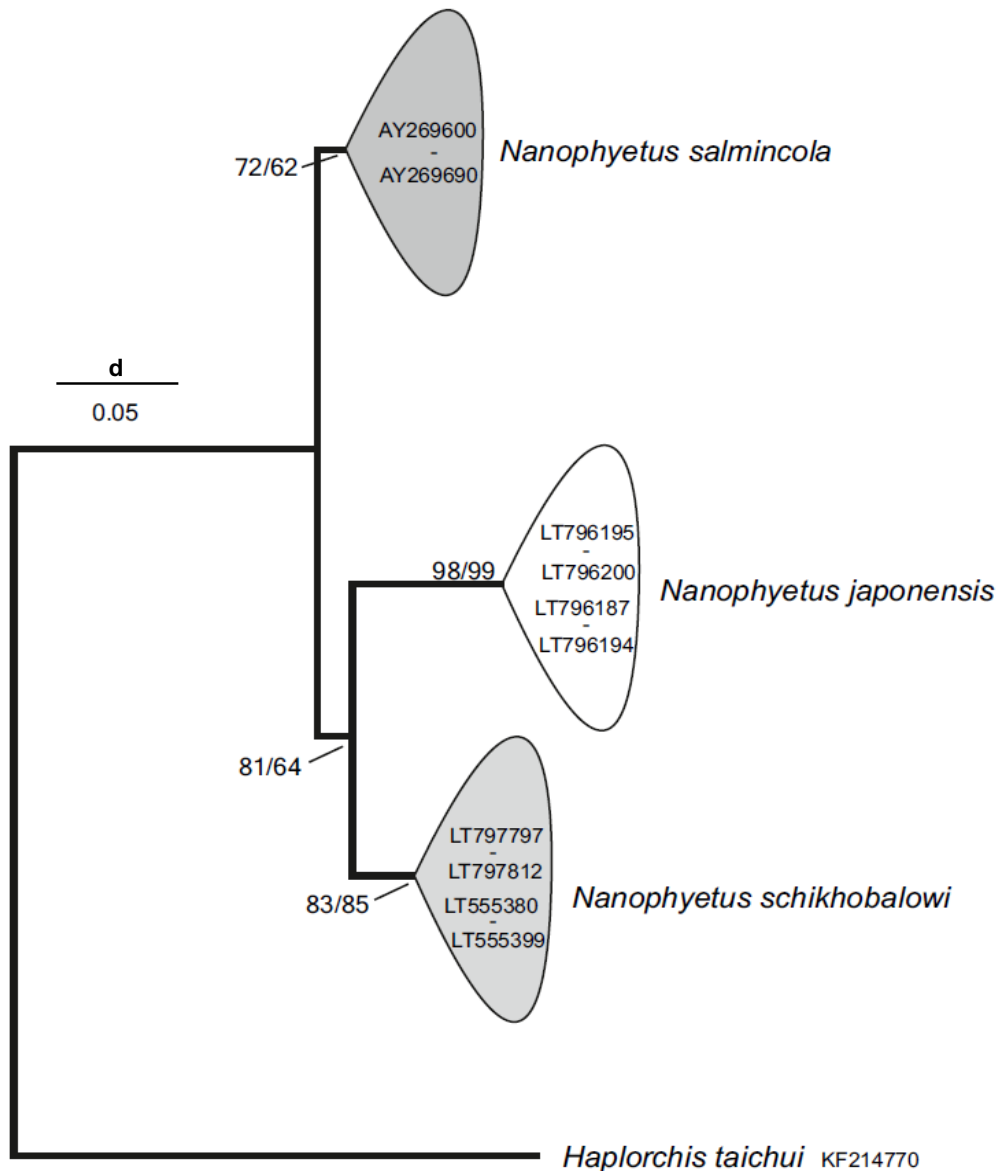 AY269600
-
AY269690
Nanophyetus salmincola
72/62
d
0.05
LT796195
-
LT796200
LT796187
-
LT796194
98/99
Nanophyetus japonensis
81/64
LT797797
-
LT797812
LT555380
-
LT555399
83/85
Nanophyetus schikhobalowi
Haplorchis taichui KF214770